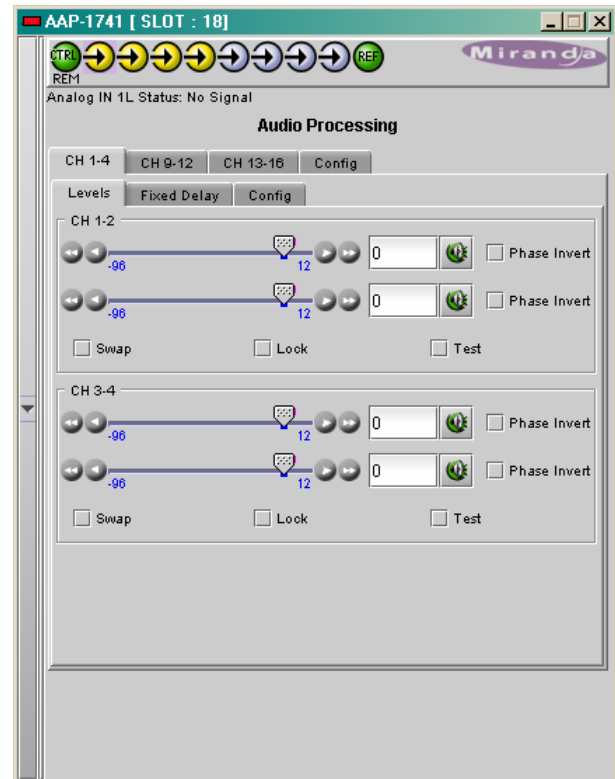 AAP-1741 [ SLOT : 18]
CTRL REF Miranda
REM
Analog IN 1L Status: No Signal
Audio Processing
CH 1-4 CH 9-12 CH 13-16 Config
Levels Fixed Delay Config
CH 1-2
0 Phase Invert
-96 12
0 Phase Invert
-96 12
Swap Lock Test
CH 3-4
0 Phase Invert
-96 12
0 Phase Invert
-96 12
Swap Lock Test